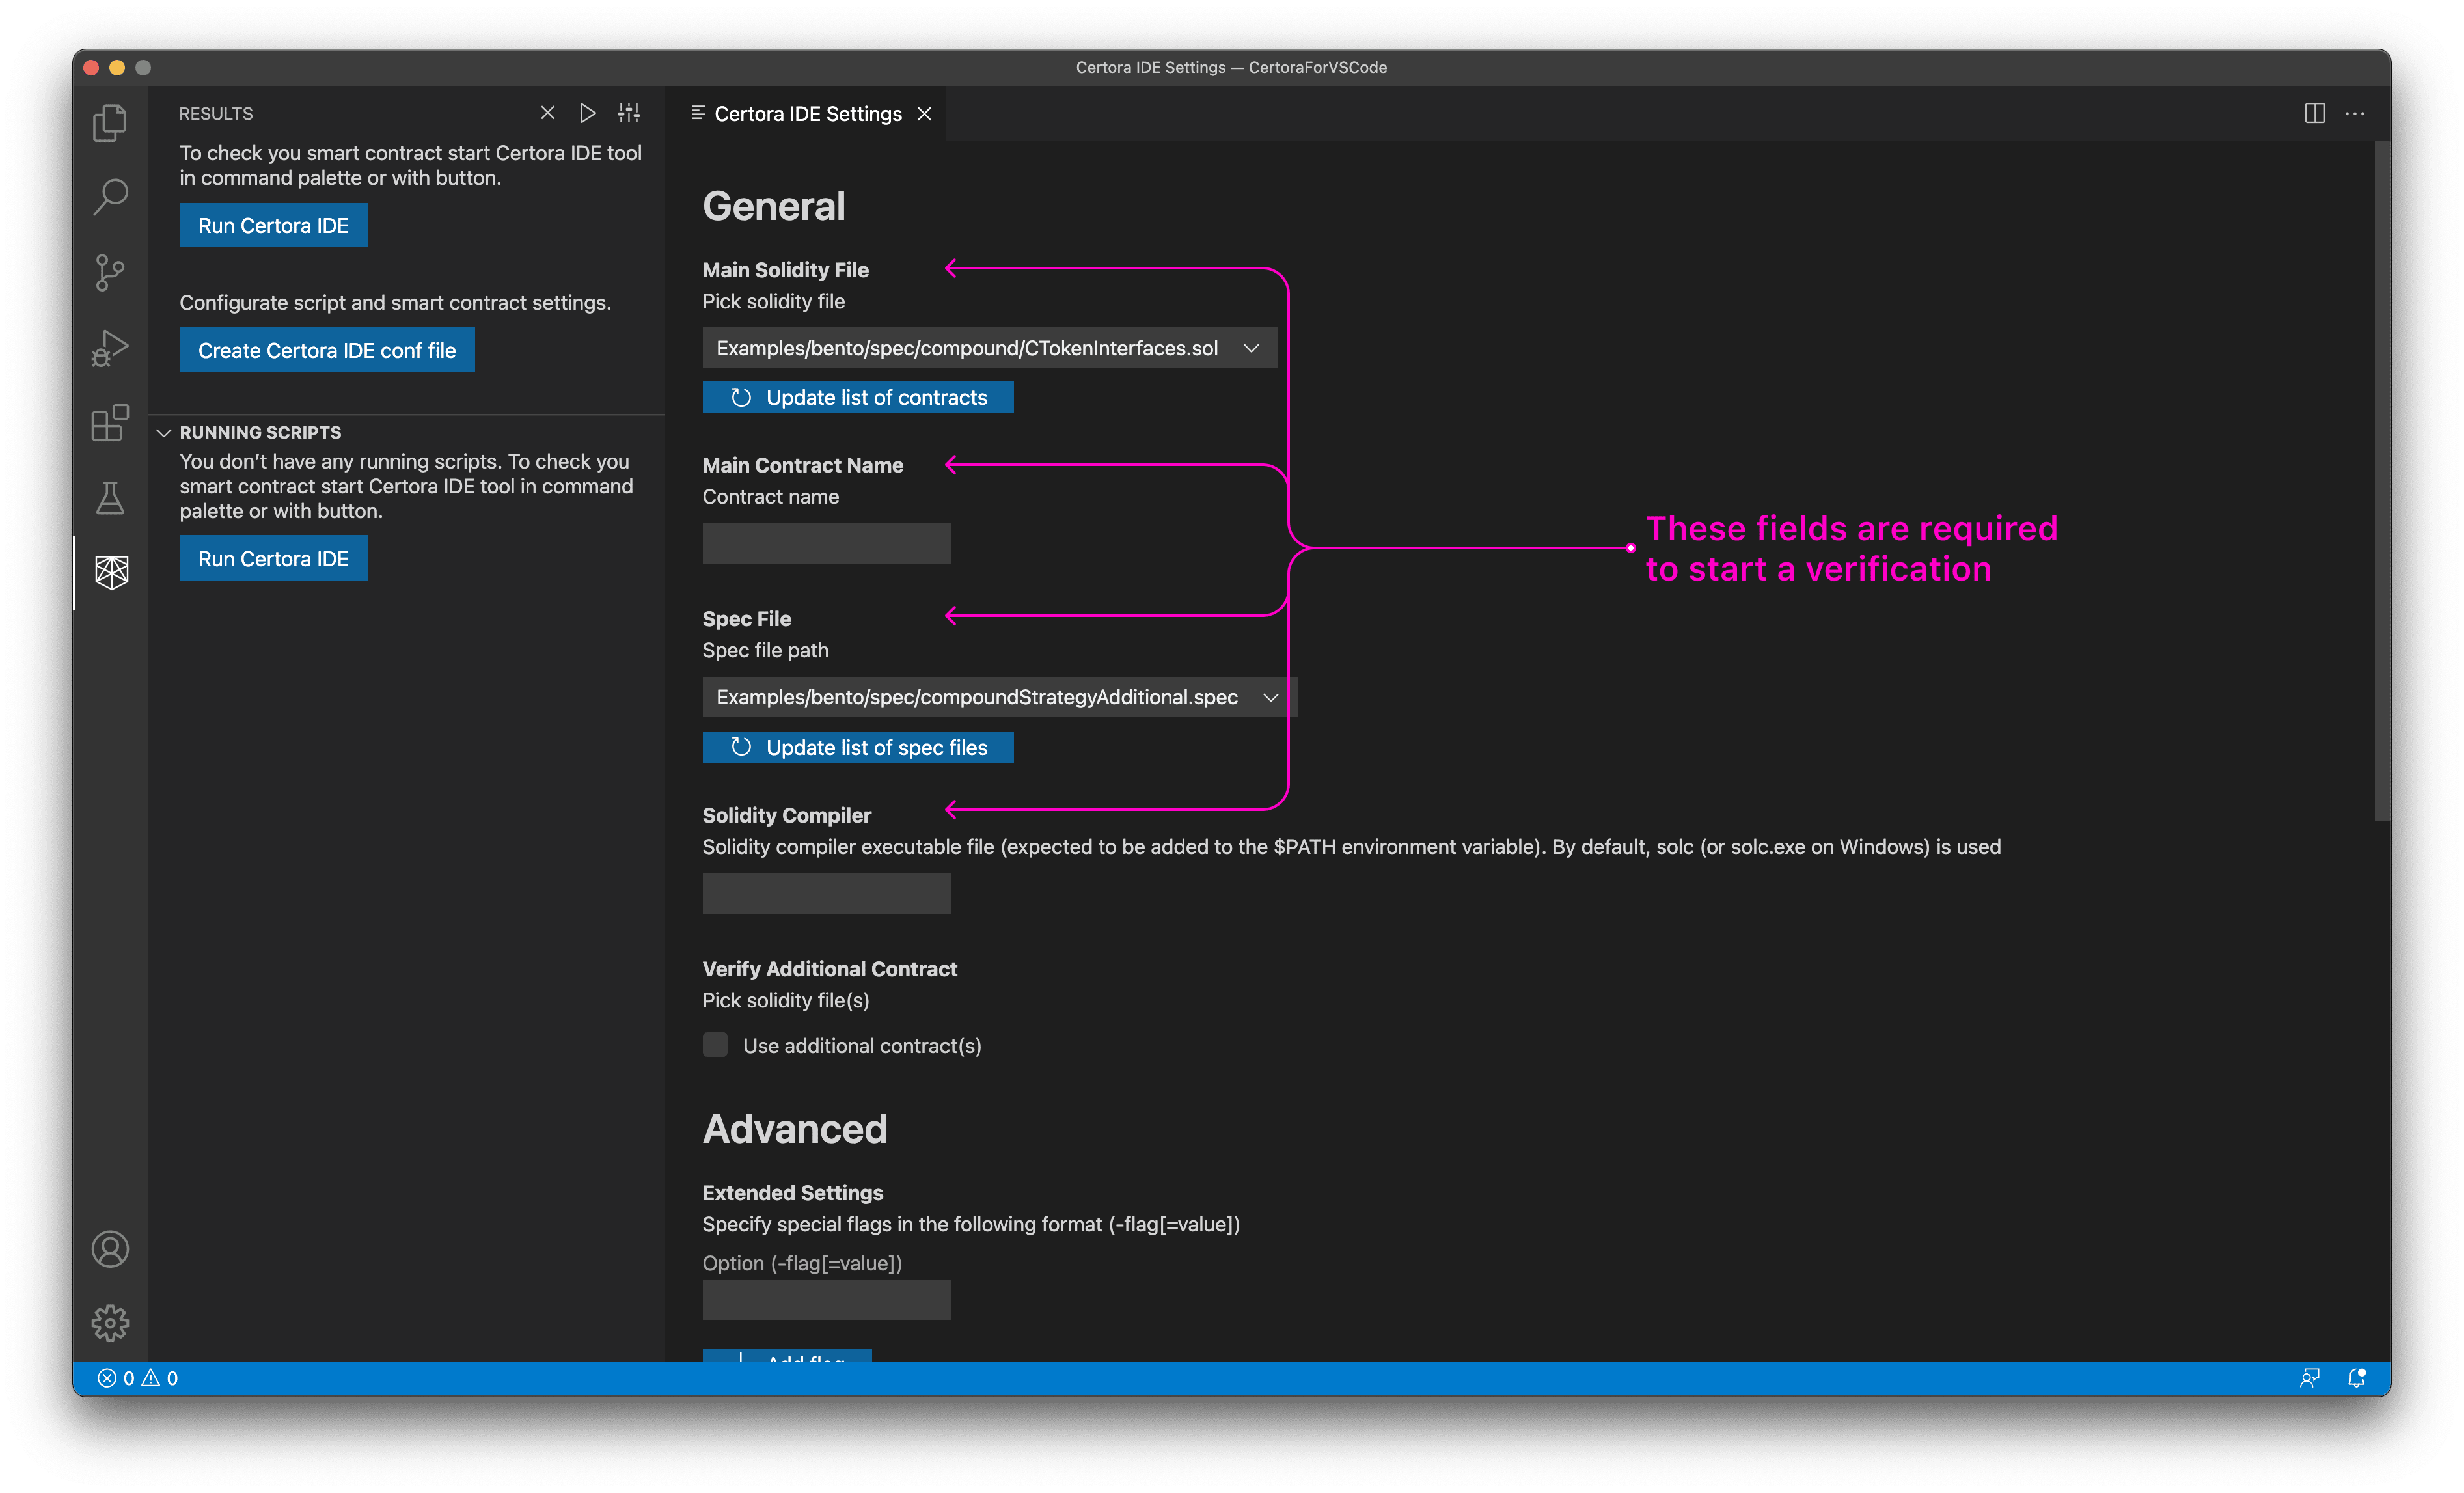 Certora IDE Settings — CertoraForVSCode
RESULTS
To check you smart contract start Certora IDE tool
in command palette or with button.
Run Certora IDE
Configurate script and smart contract settings.
Create Certora IDE conf file
RUNNING SCRIPTS
You don’t have any running scripts. To check you
smart contract start Certora IDE tool in command
palette or with button.
Run Certora IDE
Certora IDE Settings
General
Main Solidity File
Pick solidity file
Examples/bento/spec/compound/CTokenInterfaces.sol
Update list of contracts
Main Contract Name
Contract name
These fields are required
to start a verification
Spec File
Spec file path
Examples/bento/spec/compoundStrategyAdditional.spec
Update list of spec files
Solidity Compiler
Solidity compiler executable file (expected to be added to the $PATH environment variable). By default, solc (or solc.exe on Windows) is used
Verify Additional Contract
Pick solidity file(s)
Use additional contract(s)
Advanced
Extended Settings
Specify special flags in the following format (-flag[=value])
Option (-flag[=value])
Add flag
0 0